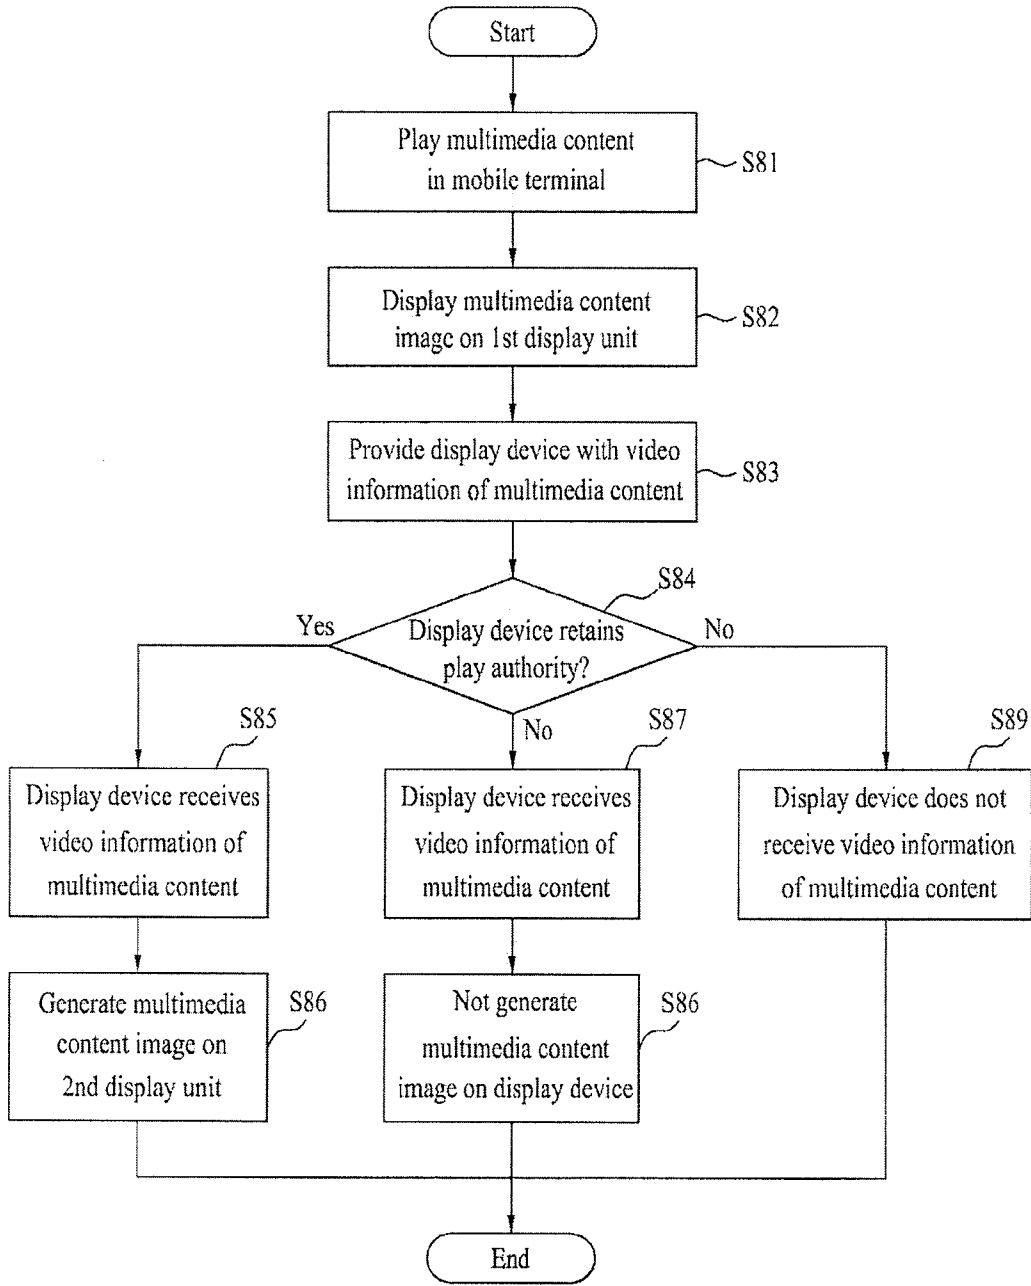 Start
Play multimedia content
in mobile terminal
S81
Display multimedia content
image on 1st display unit
S82
Provide display device with video
information of multimedia content
S83
S84
Display device retains
play authority?
Yes
No
No
S85
Display device receives
video information of
multimedia content
S87
Display device receives
video information of
multimedia content
S89
Display device does not
receive video information
of multimedia content
Generate multimedia
content image on
2nd display unit
S86
Not generate
multimedia content
image on display device
S86
End